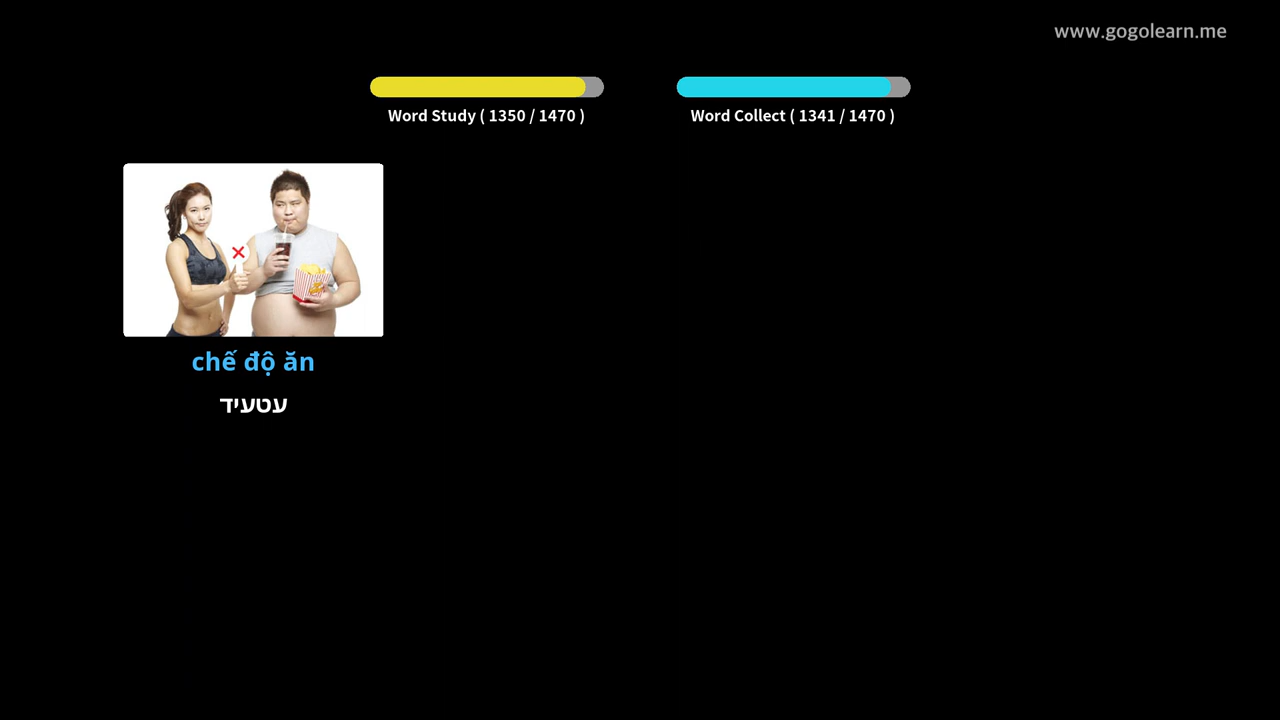 www.gogolearn.me
Word Study ( 1350 / 1470 )
Word Collect ( 1341 / 1470 )
chế độ ăn
עטעיד